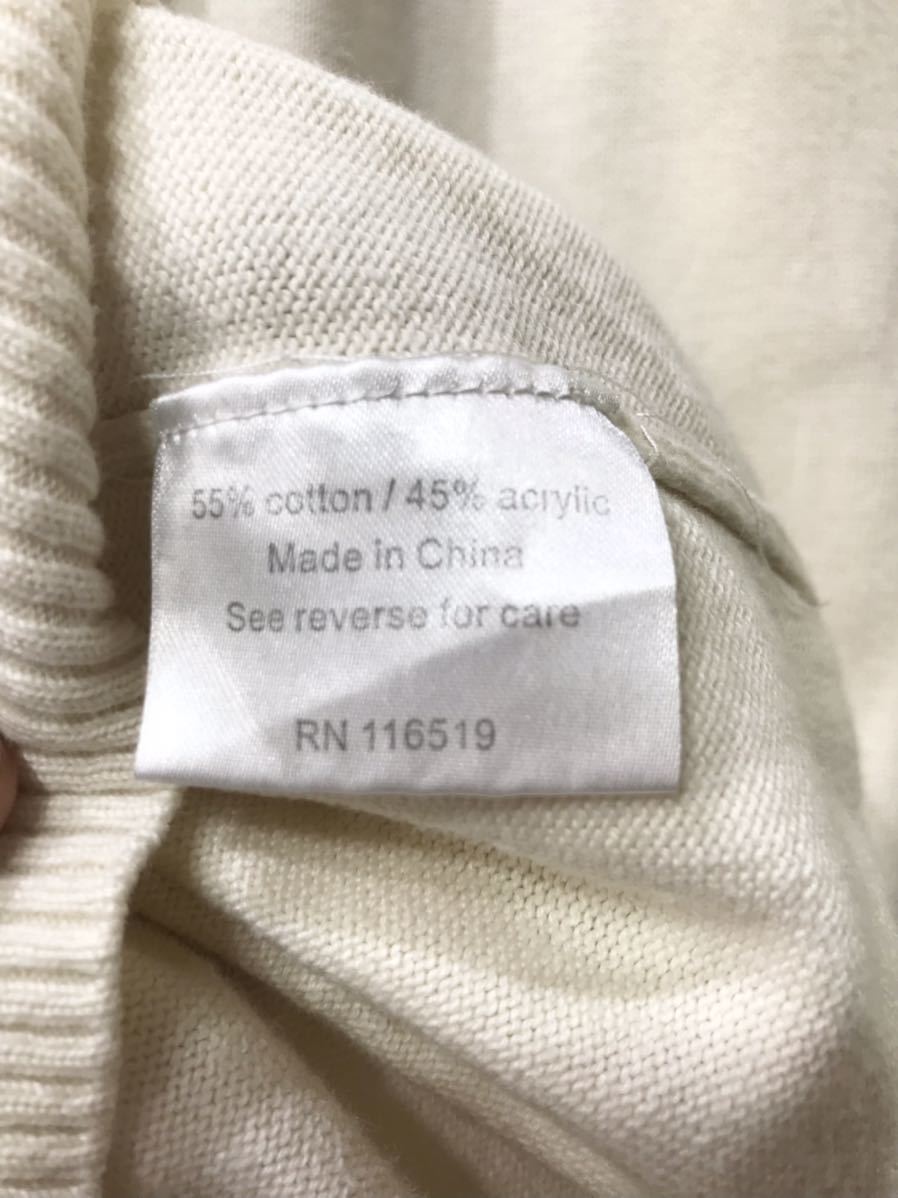 55% cotton / 45% acrylic
Made in China
See reverse for care
RN 116519